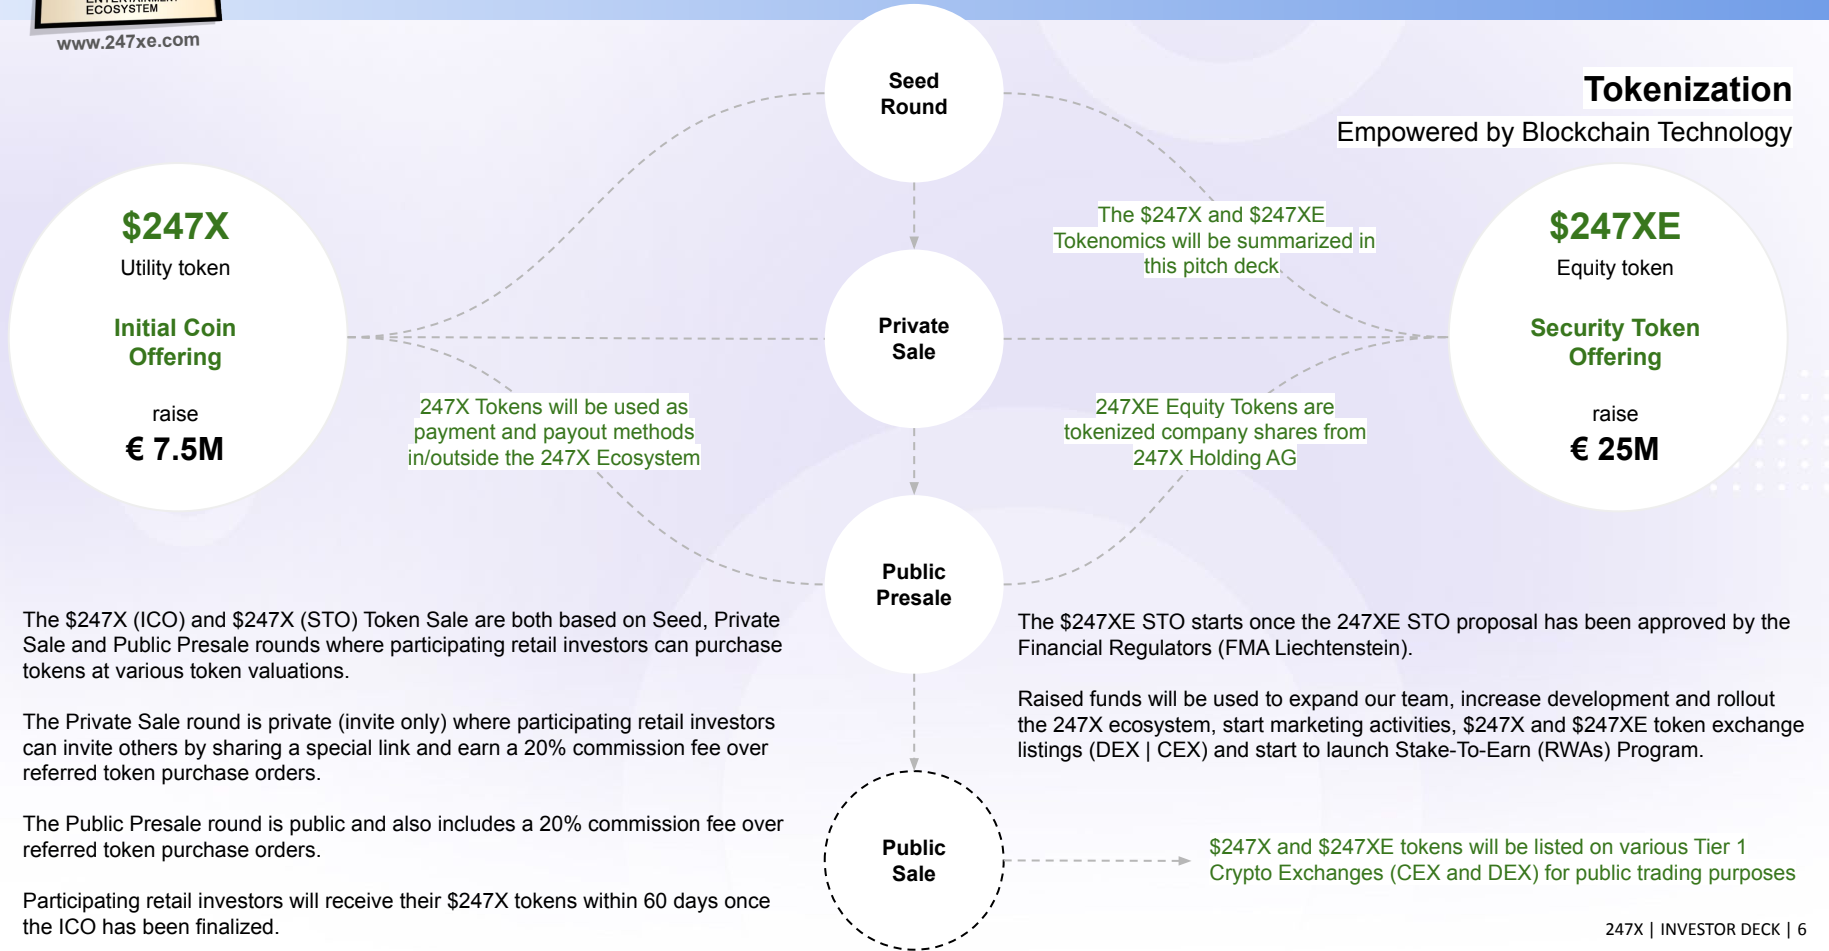 ENTERTAINMENT
ECOSYSTEM
www.247xe.com
Tokenization
Empowered by Blockchain Technology
Seed
Round
$247X
Utility token
Initial Coin
Offering
raise
€ 7.5M
The $247X and $247XE
Tokenomics will be summarized in
this pitch deck
$247XE
Equity token
Security Token
Offering
raise
€ 25M
Private
Sale
247X Tokens will be used as
payment and payout methods
in/outside the 247X Ecosystem
247XE Equity Tokens are
tokenized company shares from
247X Holding AG
Public
Presale
The $247X (ICO) and $247X (STO) Token Sale are both based on Seed, Private
Sale and Public Presale rounds where participating retail investors can purchase
tokens at various token valuations.
The Private Sale round is private (invite only) where participating retail investors
can invite others by sharing a special link and earn a 20% commission fee over
referred token purchase orders.
The Public Presale round is public and also includes a 20% commission fee over
referred token purchase orders.
Participating retail investors will receive their $247X tokens within 60 days once
the ICO has been finalized.
The $247XE STO starts once the 247XE STO proposal has been approved by the
Financial Regulators (FMA Liechtenstein).
Raised funds will be used to expand our team, increase development and rollout
the 247X ecosystem, start marketing activities, $247X and $247XE token exchange
listings (DEX | CEX) and start to launch Stake-To-Earn (RWAs) Program.
Public
Sale
$247X and $247XE tokens will be listed on various Tier 1
Crypto Exchanges (CEX and DEX) for public trading purposes
247X | INVESTOR DECK | 6